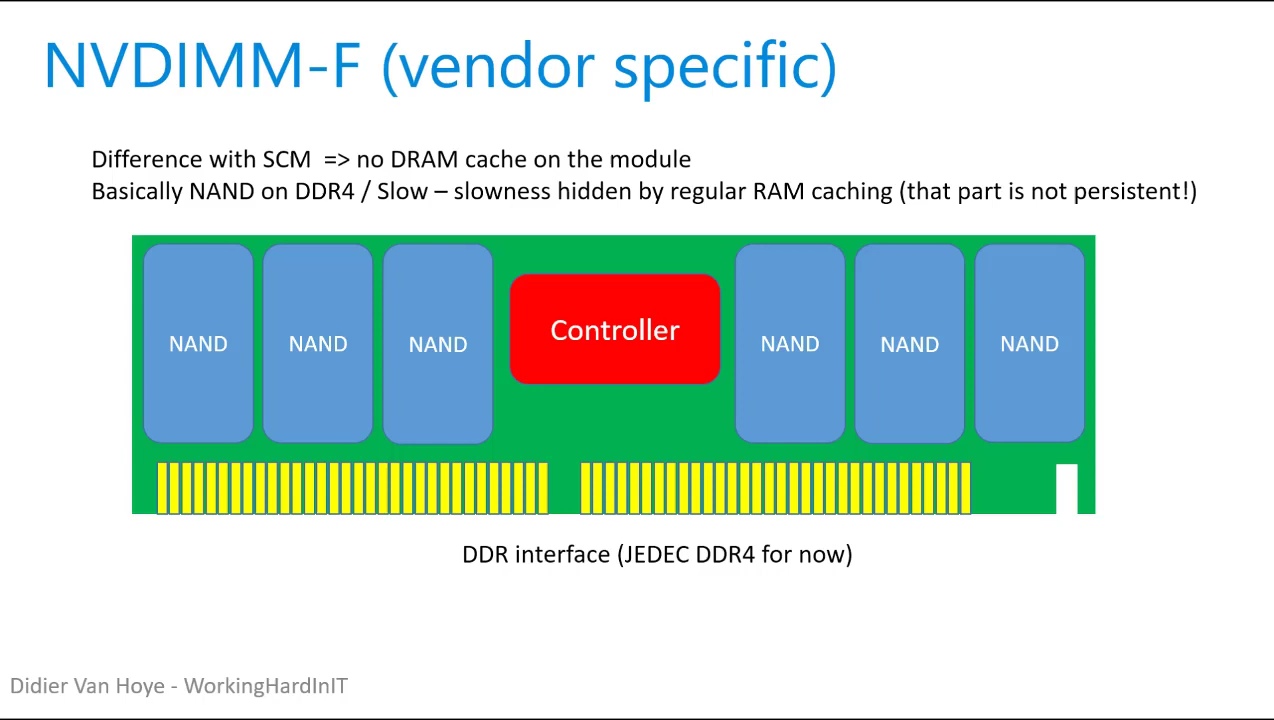 NVDIMM-F (vendor specific)
Difference with SCM => no DRAM cache on the module
Basically NAND on DDR4 / Slow – slowness hidden by regular RAM caching (that part is not persistent!)
NAND
NAND
NAND
Controller
NAND
NAND
NAND
DDR interface (JEDEC DDR4 for now)
Didier Van Hoye - WorkingHardInIT